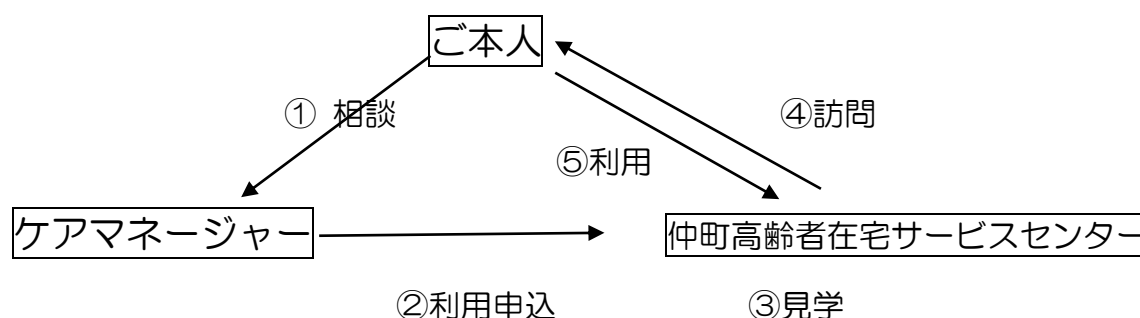 ご本人
① 相談
④訪問
⑤利用
ケアマネージャー
仲町高齢者在宅サービスセンター
②利用申込
③見学